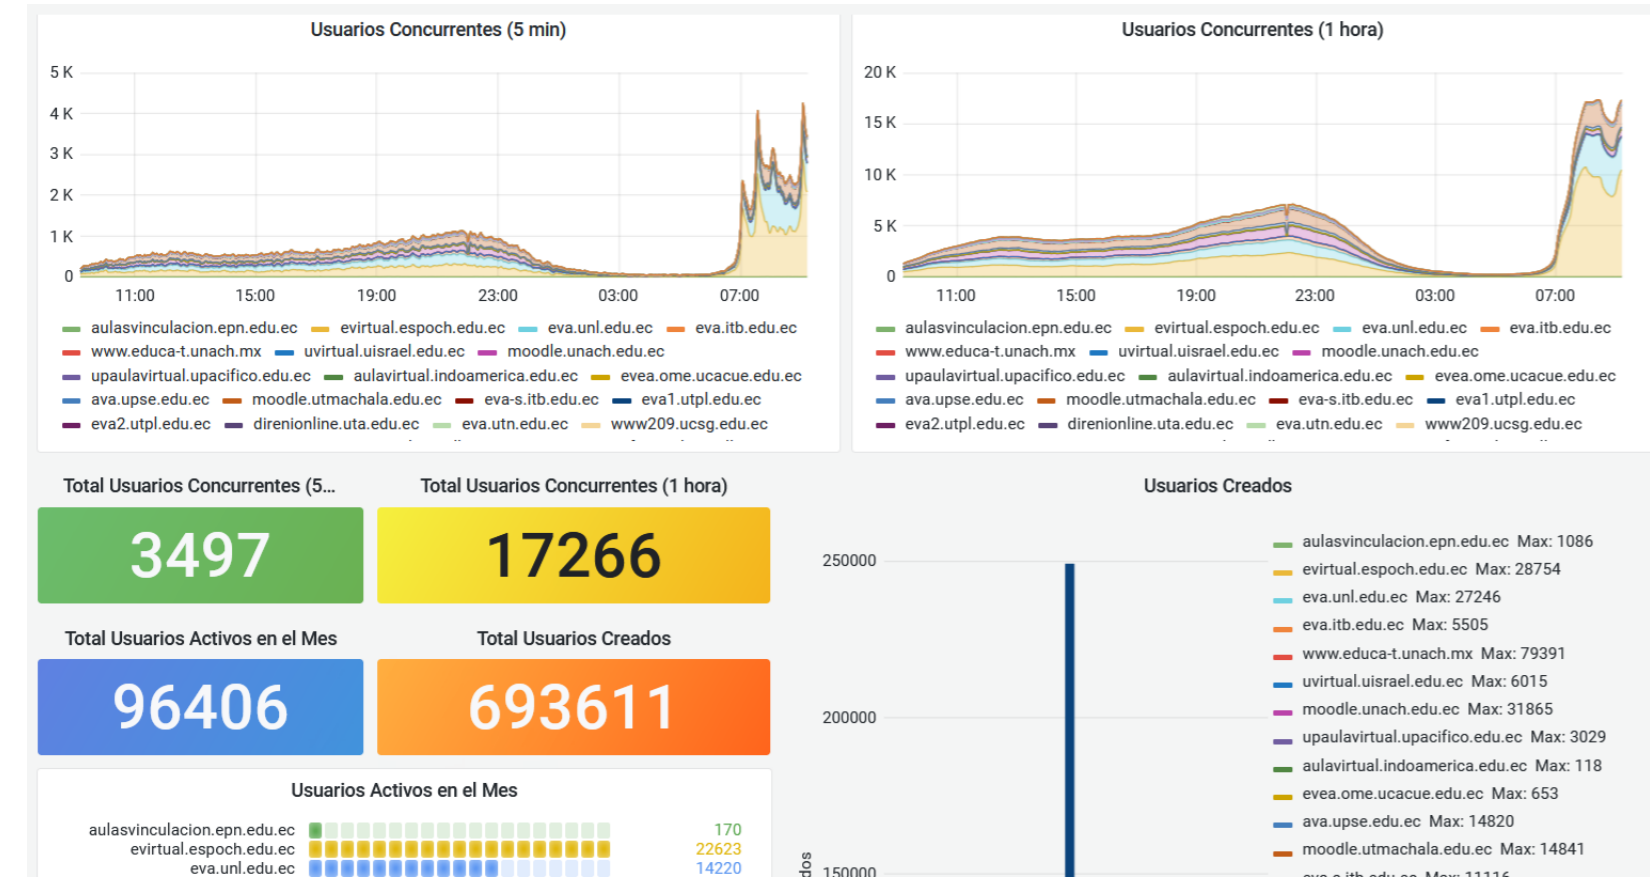 Usuarios Concurrentes (5 min)
5 K
4 K
3 K
2 K
1 K
0
11:00 15:00 19:00 23:00 03:00 07:00
aulasvinculacion.epn.edu.ec evirtual.espoch.edu.ec eva.unl.edu.ec eva.itb.edu.ec
www.educa-t.unach.mx uvirtual.uisrael.edu.ec moodle.unach.edu.ec
upaulavirtual.upacifico.edu.ec aulavirtual.indoamerica.edu.ec evea.ome.ucacue.edu.ec
ava.upse.edu.ec moodle.utmachala.edu.ec eva-s.itb.edu.ec eva1.utpl.edu.ec
eva2.utpl.edu.ec direnionline.uta.edu.ec eva.utn.edu.ec www209.ucsg.edu.ec
Usuarios Concurrentes (1 hora)
20 K
15 K
10 K
5 K
0
11:00 15:00 19:00 23:00 03:00 07:00
aulasvinculacion.epn.edu.ec evirtual.espoch.edu.ec eva.unl.edu.ec eva.itb.edu.ec
www.educa-t.unach.mx uvirtual.uisrael.edu.ec moodle.unach.edu.ec
upaulavirtual.upacifico.edu.ec aulavirtual.indoamerica.edu.ec evea.ome.ucacue.edu.ec
ava.upse.edu.ec moodle.utmachala.edu.ec eva-s.itb.edu.ec eva1.utpl.edu.ec
eva2.utpl.edu.ec direnionline.uta.edu.ec eva.utn.edu.ec www209.ucsg.edu.ec
Total Usuarios Concurrentes (5...
3497
Total Usuarios Concurrentes (1 hora)
17266
Total Usuarios Activos en el Mes
96406
Total Usuarios Creados
693611
Usuarios Activos en el Mes
aulasvinculacion.epn.edu.ec 170
evirtual.espoch.edu.ec 22623
eva.unl.edu.ec 14220
Usuarios Creados
250000
200000
150000
aulasvinculacion.epn.edu.ec Max: 1086
evirtual.espoch.edu.ec Max: 28754
eva.unl.edu.ec Max: 27246
eva.itb.edu.ec Max: 5505
www.educa-t.unach.mx Max: 79391
uvirtual.uisrael.edu.ec Max: 6015
moodle.unach.edu.ec Max: 31865
upaulavirtual.upacifico.edu.ec Max: 3029
aulavirtual.indoamerica.edu.ec Max: 118
evea.ome.ucacue.edu.ec Max: 653
ava.upse.edu.ec Max: 14820
moodle.utmachala.edu.ec Max: 14841
eva-s.itb.edu.ec Max: 11116